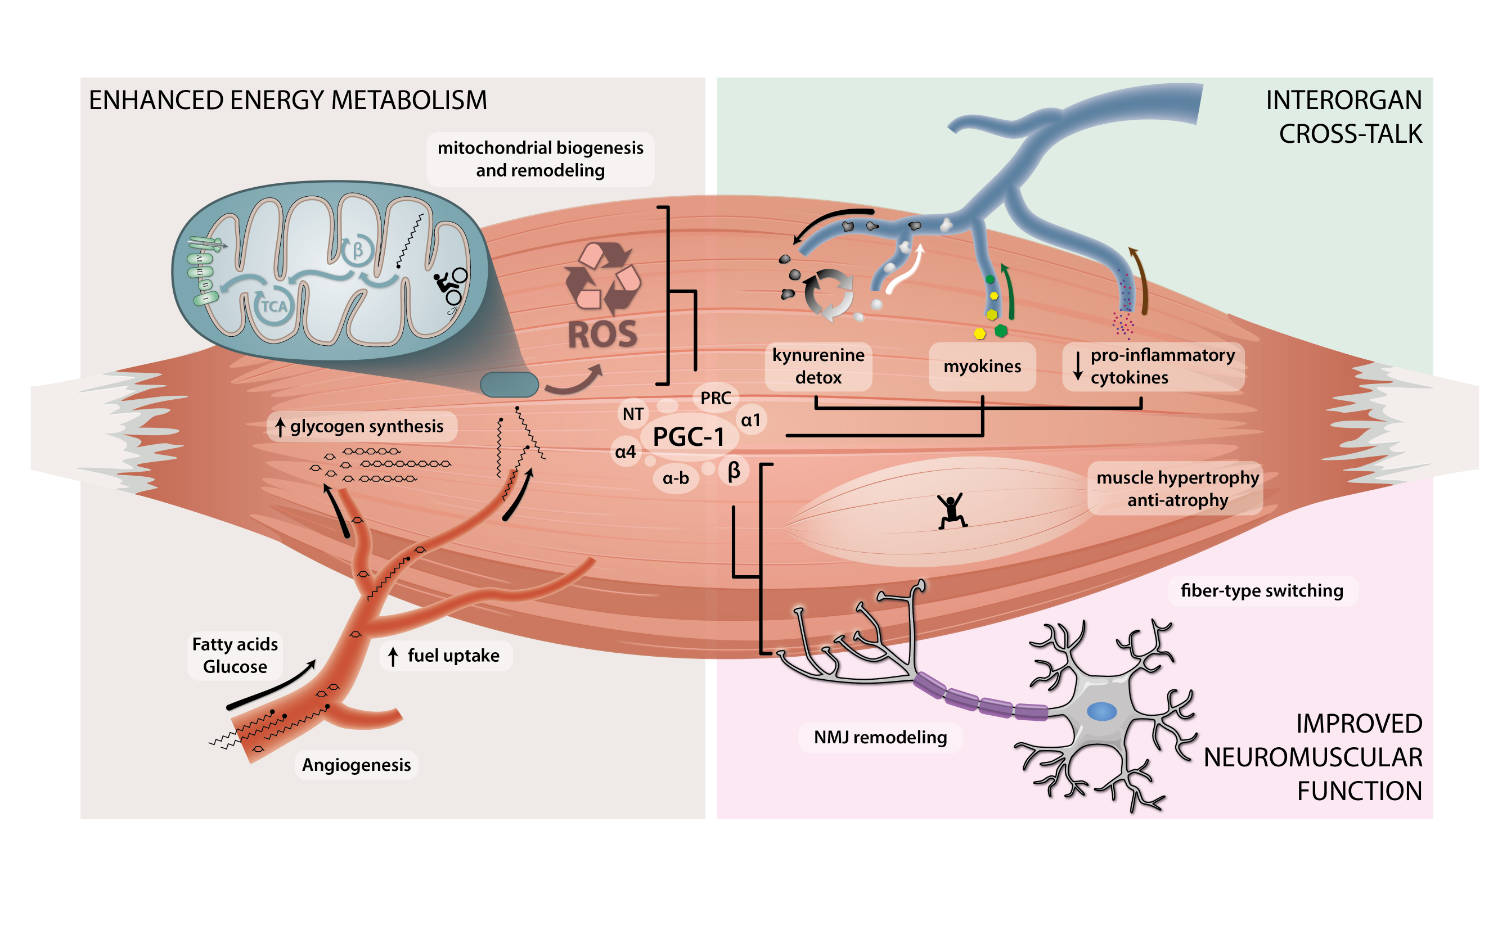 ENHANCED ENERGY METABOLISM
mitochondrial biogenesis
and remodeling
β
TCA
ROS
↑ glycogen synthesis
Fatty acids
Glucose
↑ fuel uptake
Angiogenesis
INTERORGAN
CROSS-TALK
kynurenine
detox
myokines
↓ pro-inflammatory
cytokines
NT
PRC
α1
PGC-1
α4
α-b
β
muscle hypertrophy
anti-atrophy
fiber-type switching
NMJ remodeling
IMPROVED
NEUROMUSCULAR
FUNCTION